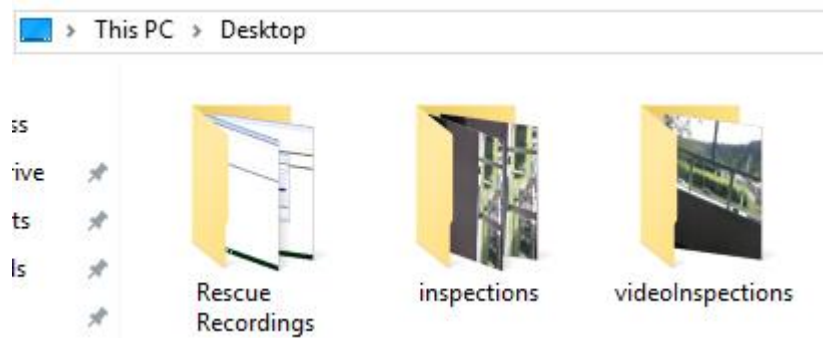 This PC > Desktop
ss
rive
ts
ls
Rescue
Recordings
inspections
videoInspections